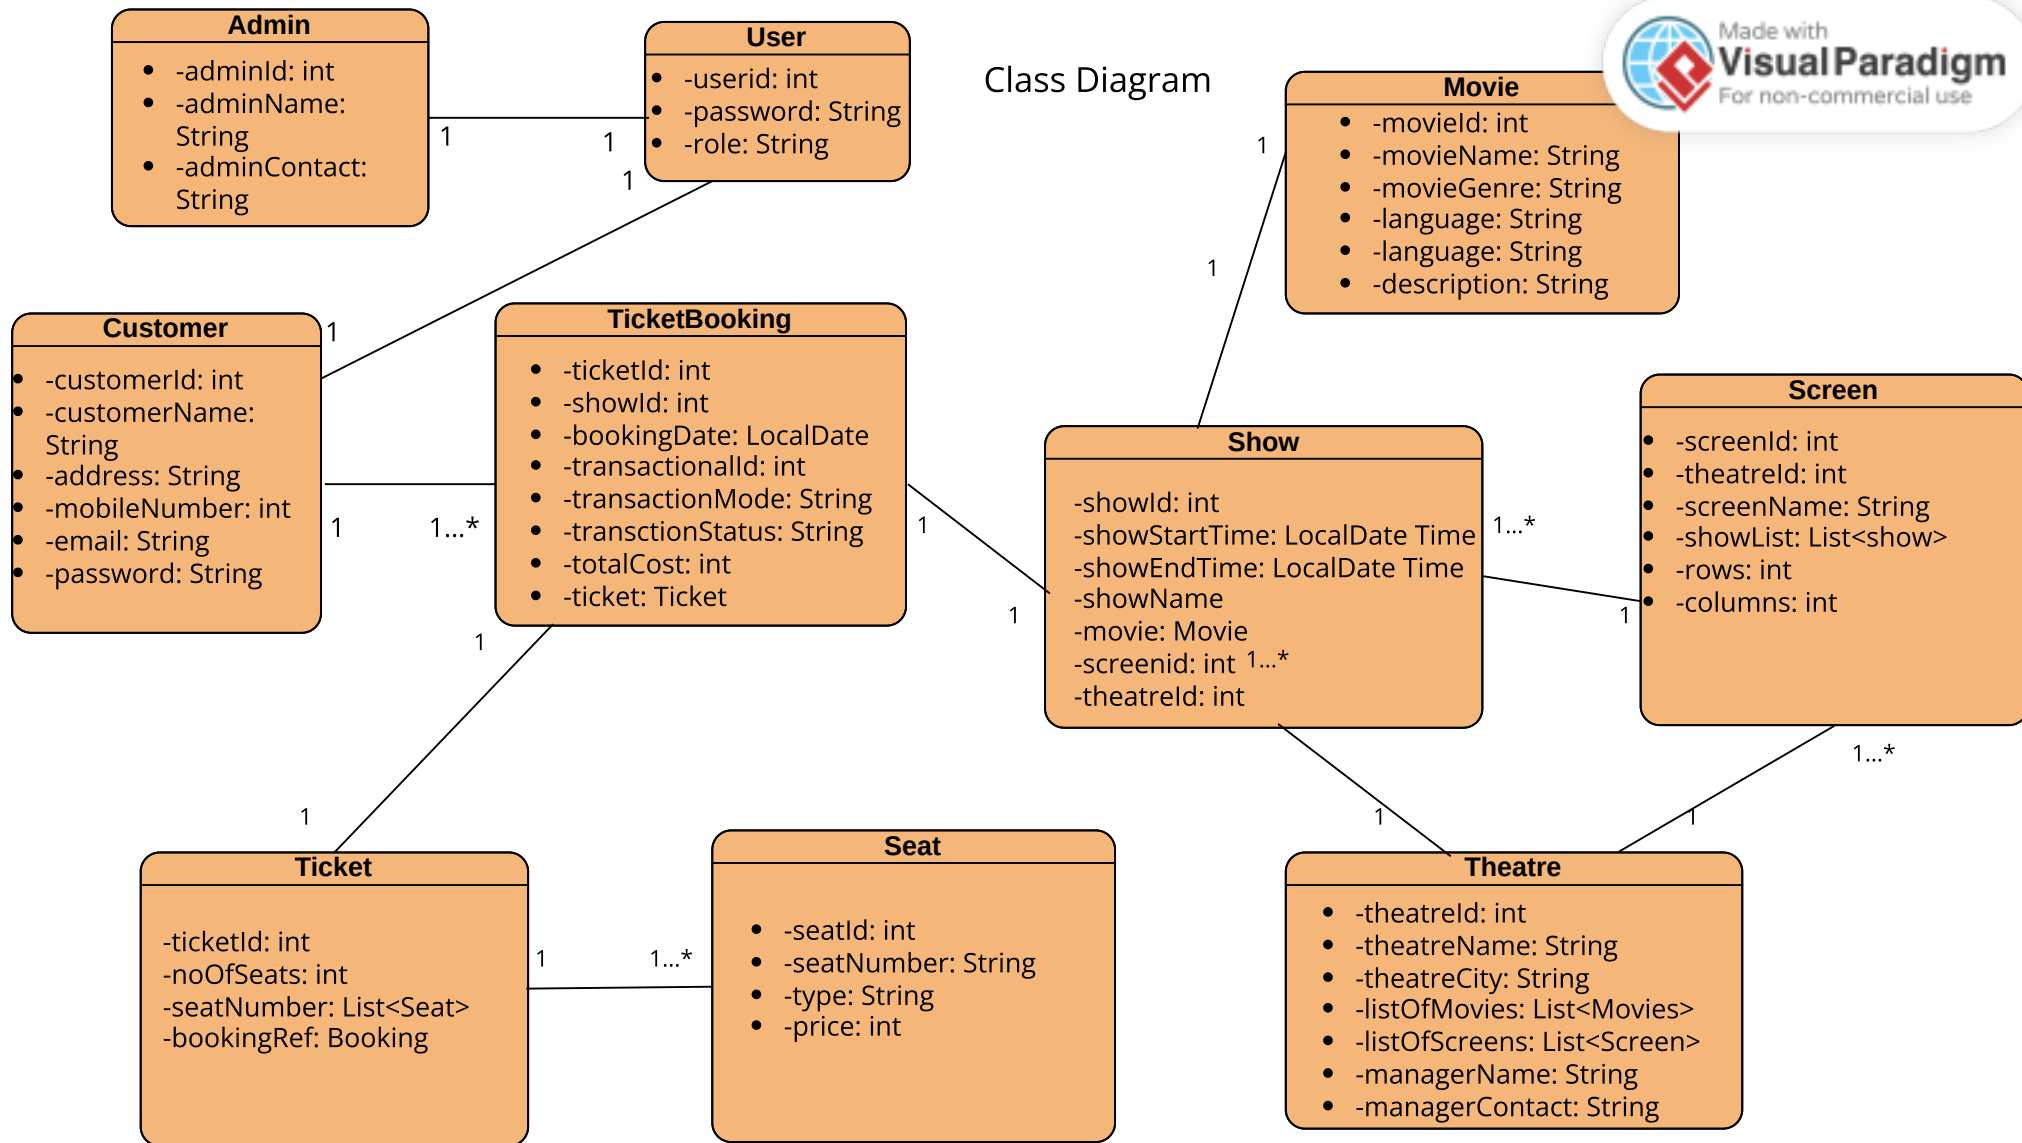 Admin
-adminId: int
-adminName:
String
-adminContact:
String
1
1
User
-userid: int
-password: String
-role: String
1
Class Diagram
Made with
Visual Paradigm
For non-commercial use
Movie
-movieId: int
-movieName: String
-movieGenre: String
-language: String
-language: String
-description: String
1
1
Customer
-customerId: int
-customerName:
String
-address: String
-mobileNumber: int
-email: String
-password: String
1
1
1...*
TicketBooking
-ticketId: int
-showId: int
-bookingDate: LocalDate
-transactionalId: int
-transactionMode: String
-transctionStatus: String
-totalCost: int
-ticket: Ticket
1
1
1
1
Show
-showId: int
-showStartTime: LocalDate Time
-showEndTime: LocalDate Time
-showName
-movie: Movie
-screenid: int 1...*
-theatreId: int
1...*
1
Screen
-screenId: int
-theatreId: int
-screenName: String
-showList: List<show>
-rows: int
-columns: int
1...*
1
1
Ticket
-ticketId: int
-noOfSeats: int
-seatNumber: List<Seat>
-bookingRef: Booking
1
1...*
Seat
-seatId: int
-seatNumber: String
-type: String
-price: int
Theatre
-theatreId: int
-theatreName: String
-theatreCity: String
-listOfMovies: List<Movies>
-listOfScreens: List<Screen>
-managerName: String
-managerContact: String